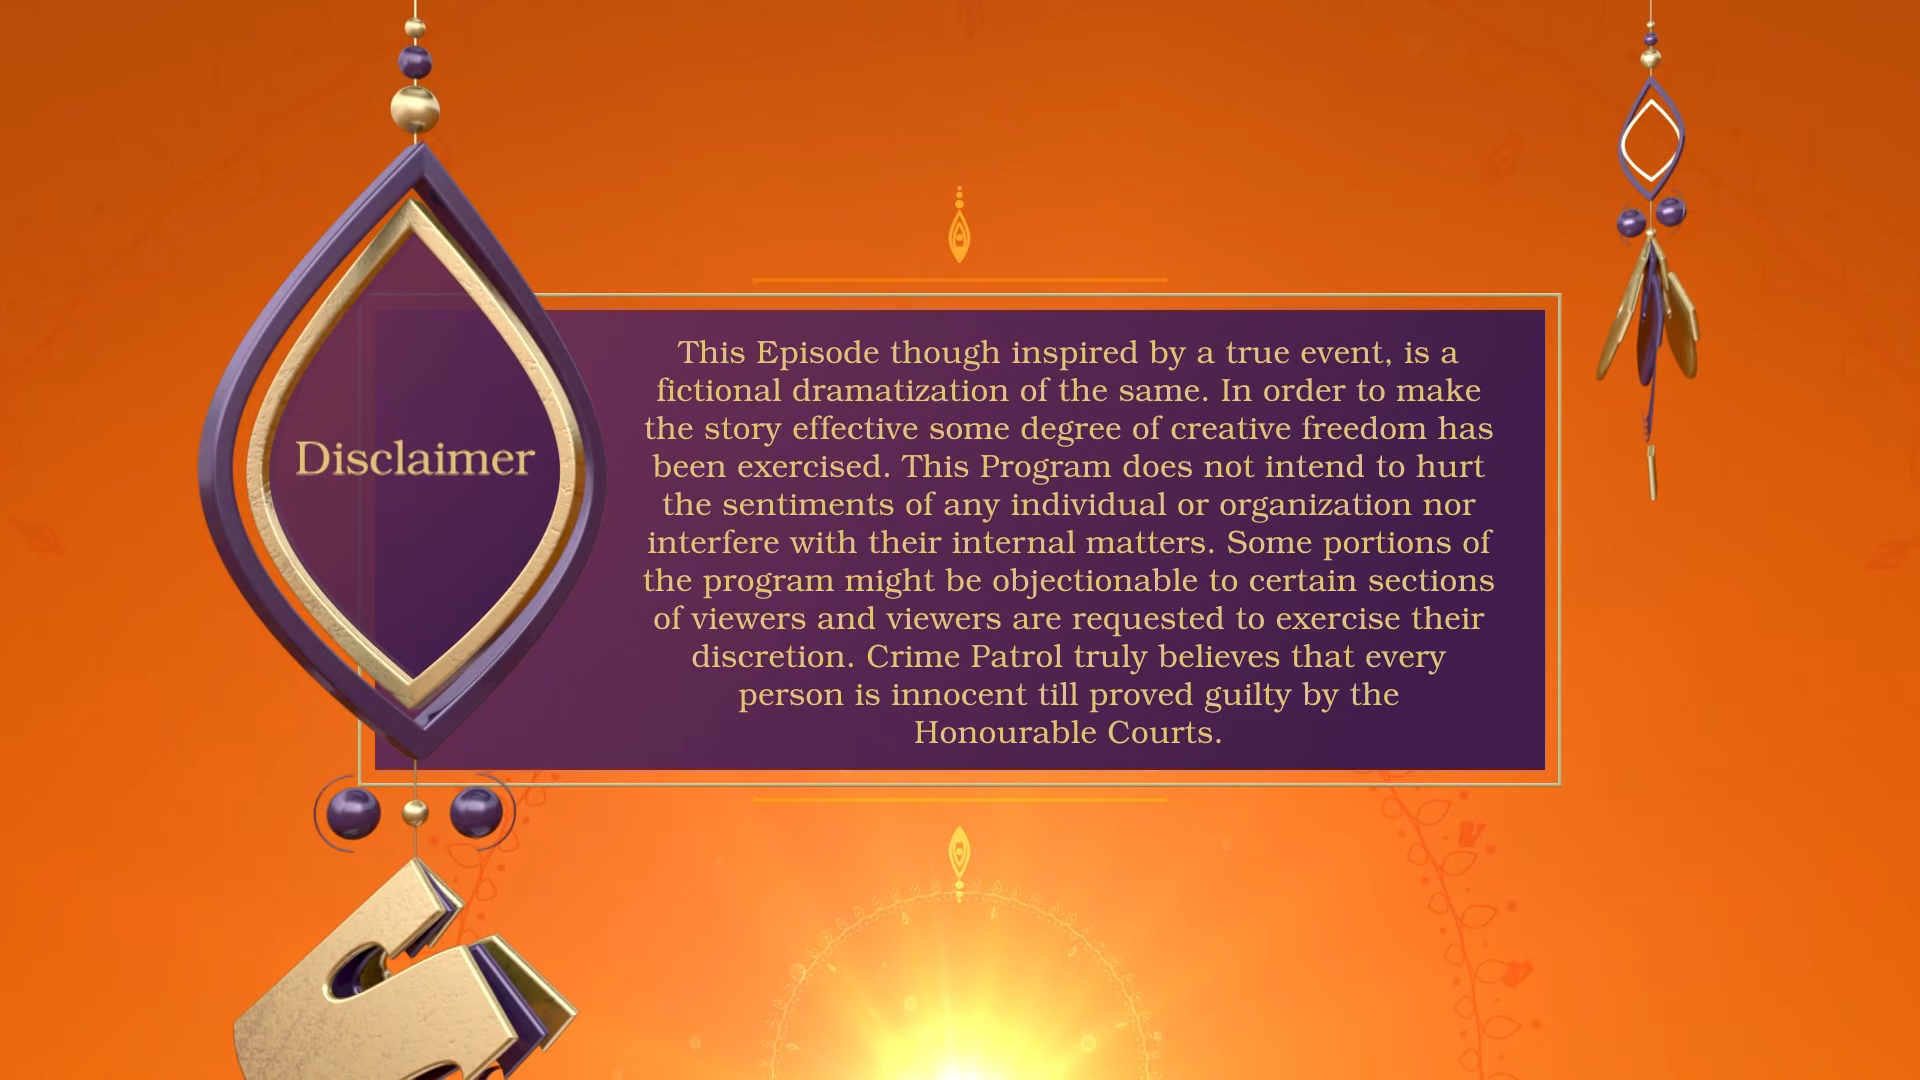 Disclaimer
This Episode though inspired by a true event, is a
fictional dramatization of the same. In order to make
the story effective some degree of creative freedom has
been exercised. This Program does not intend to hurt
the sentiments of any individual or organization nor
interfere with their internal matters. Some portions of
the program might be objectionable to certain sections
of viewers and viewers are requested to exercise their
discretion. Crime Patrol truly believes that every
person is innocent till proved guilty by the
Honourable Courts.